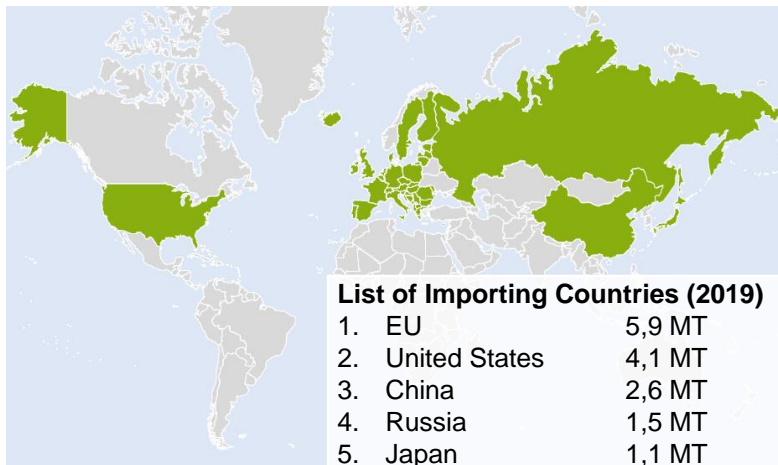 List of Importing Countries (2019)
1. EU 5,9 MT
2. United States 4,1 MT
3. China 2,6 MT
4. Russia 1,5 MT
5. Japan 1,1 MT